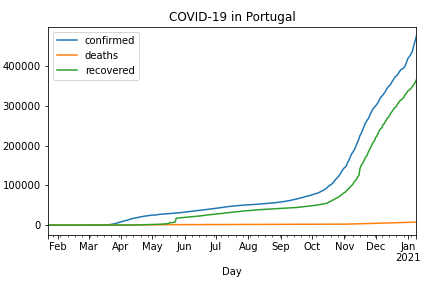 COVID-19 in Portugal
confirmed
deaths
recovered
400000
300000
200000
100000
0
Feb Mar Apr May Jun Jul Aug Sep Oct Nov Dec Jan
2021
Day